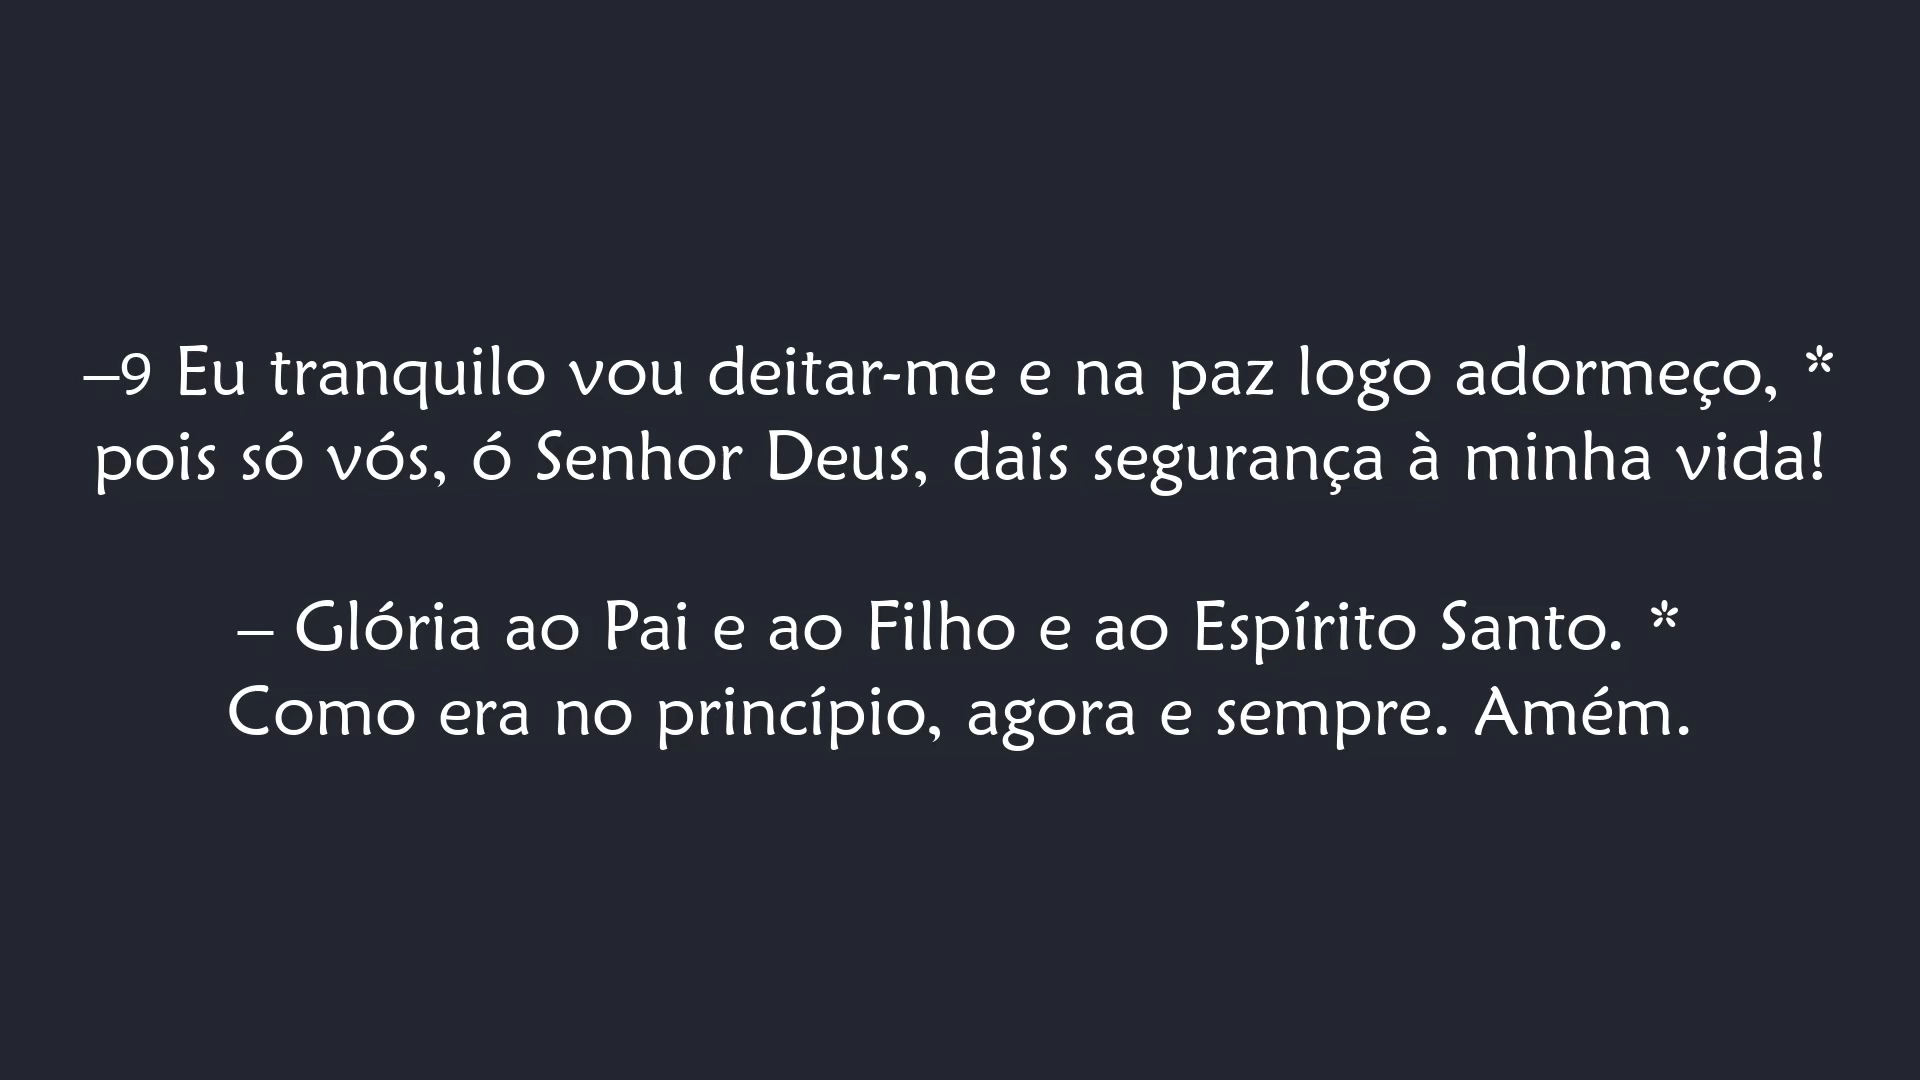 –9 Eu tranquilo vou deitar-me e na paz logo adormeço, *
pois só vós, ó Senhor Deus, dais segurança à minha vida!
– Glória ao Pai e ao Filho e ao Espírito Santo. *
Como era no princípio, agora e sempre. Amém.